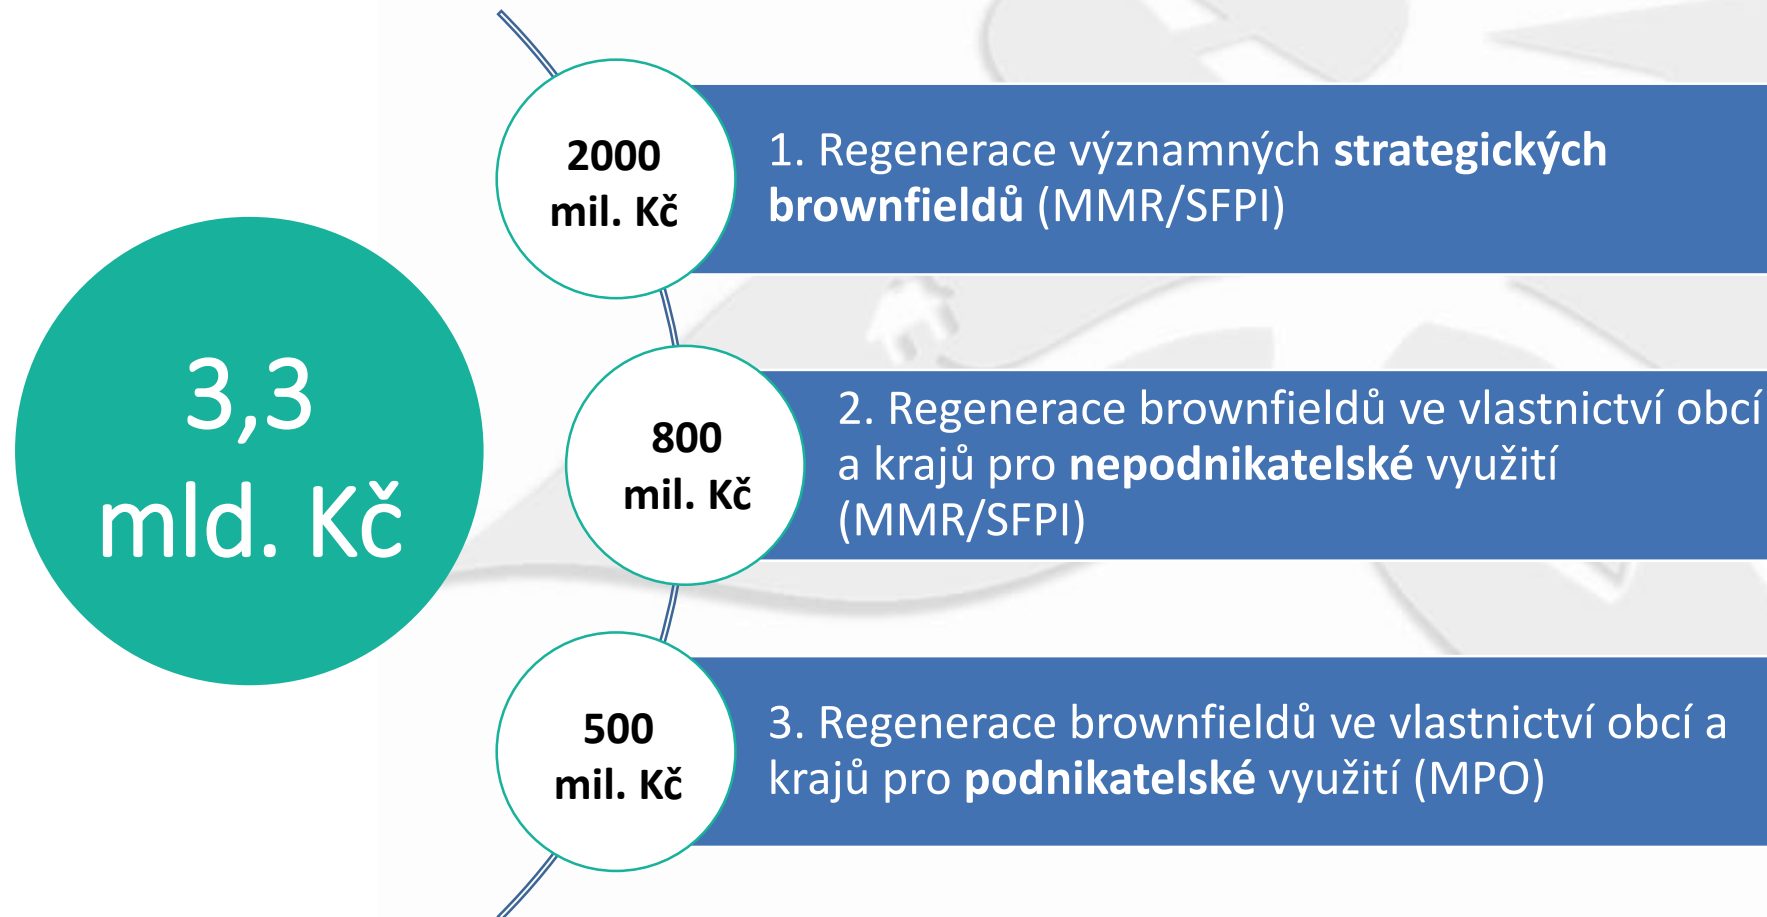 3,3
mld. Kč
2000
mil. Kč
1. Regenerace významných strategických
brownfieldů (MMR/SFPI)
800
mil. Kč
2. Regenerace brownfieldů ve vlastnictví obcí
a krajů pro nepodnikatelské využití
(MMR/SFPI)
500
mil. Kč
3. Regenerace brownfieldů ve vlastnictví obcí a
krajů pro podnikatelské využití (MPO)